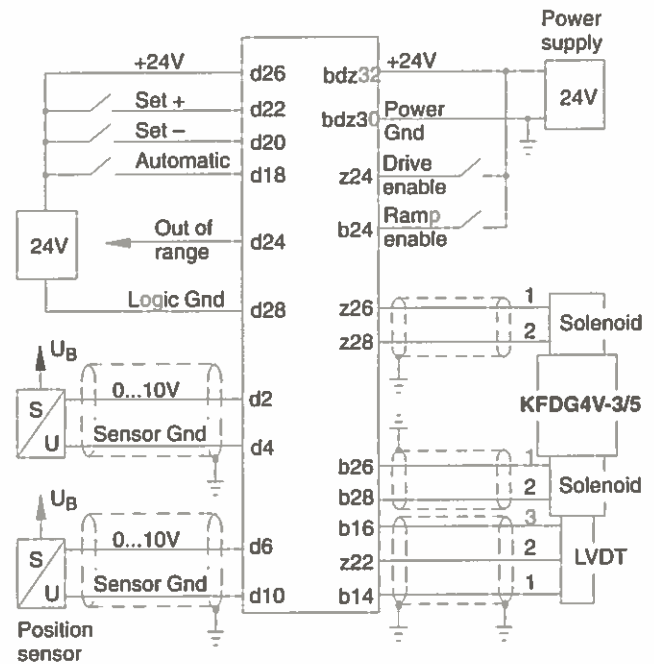 Power
supply
+24V
d26
bdz32
+24V
24V
Set +
d22
bdz30
Power
Gnd
Set –
d20
Automatic
d18
z24
Drive
enable
24V
Out of
range
d24
b24
Ramp
enable
Logic Gnd
d28
z26
1
Solenoid
z28
2
UB
S
U
0...10V
d2
KFDG4V-3/5
Sensor Gnd
d4
b26
1
Solenoid
b28
2
UB
S
U
0...10V
d6
b16
3
LVDT
z22
2
Sensor Gnd
d10
b14
1
Position
sensor